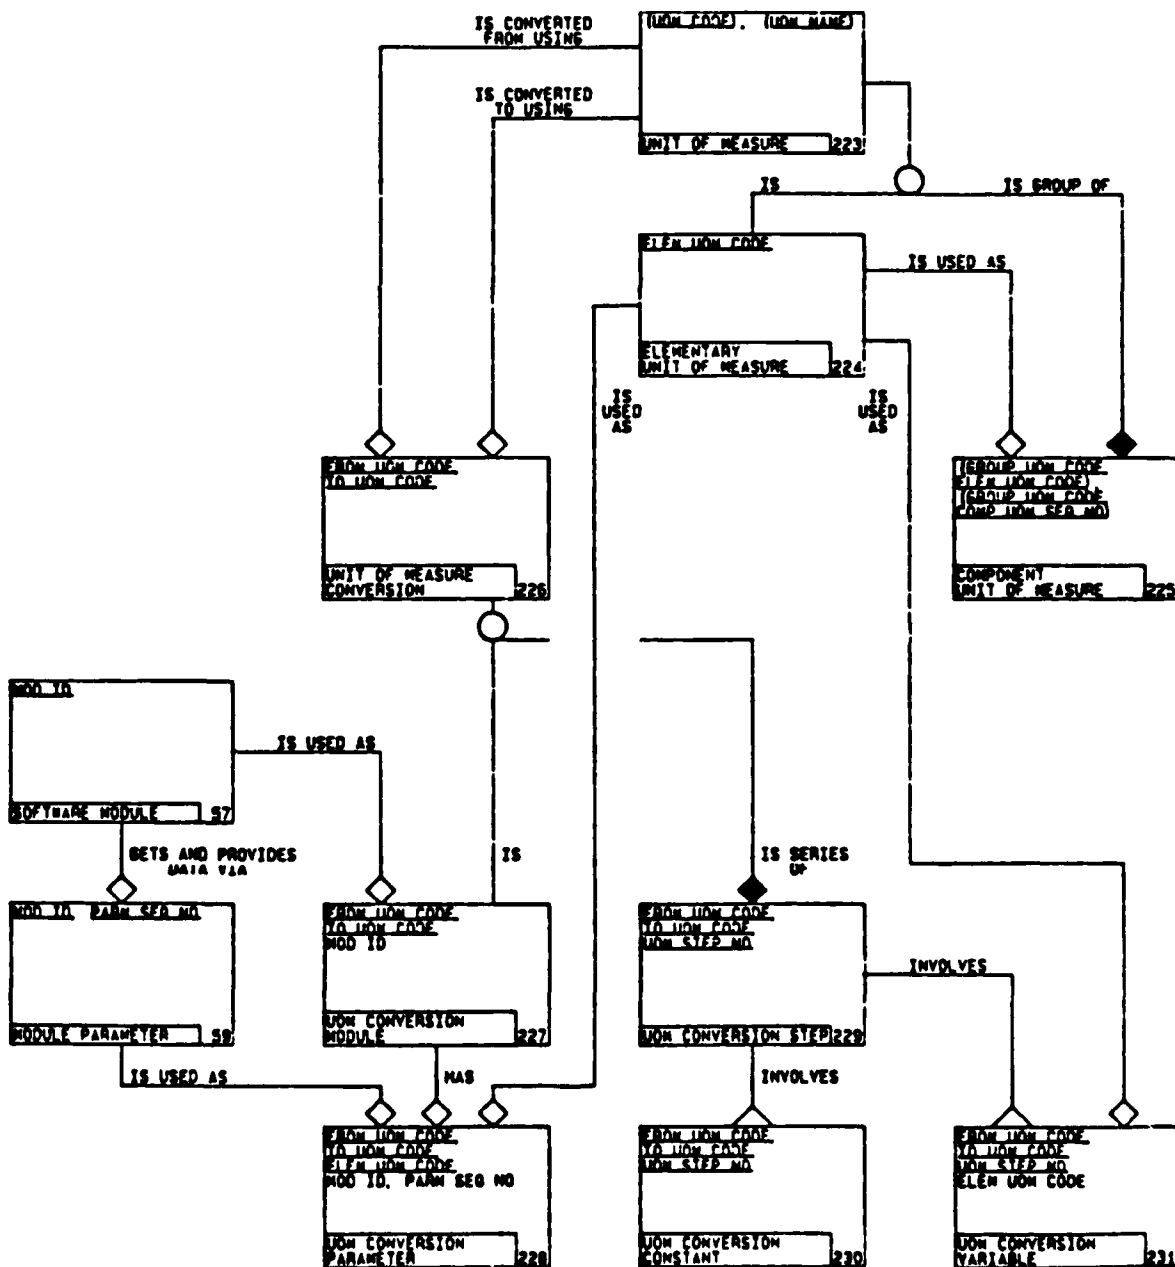 IS CONVERTED
FROM USING
(UOM CODE), (UOM NAME)
IS CONVERTED
TO USING
UNIT OF MEASURE 223
IS
IS GROUP OF
ELEM UOM CODE
IS USED AS
ELEMENTARY
UNIT OF MEASURE 224
IS
USED
AS
IS
USED
AS
FROM UOM CODE
TO UOM CODE
UNIT OF MEASURE
CONVERSION 226
(GROUP UOM CODE
ELEM UOM CODE)
(GROUP UOM CODE
COMP UOM SEQ NO)
COMPONENT
UNIT OF MEASURE 225
MOD ID
SOFTWARE MODULE 57
IS USED AS
GETS AND PROVIDES
DATA VIA
IS
IS SERIES
OF
MOD ID PARM SEQ NO
MODULE PARAMETER 59
FROM UOM CODE
TO UOM CODE
MOD ID
UOM CONVERSION
MODULE 227
FROM UOM CODE
TO UOM CODE
UOM STEP NO
UOM CONVERSION STEP 229
INVOLVES
IS USED AS
HAS
INVOLVES
FROM UOM CODE
TO UOM CODE
ELEM UOM CODE
MOD ID, PARM SEQ NO
UOM CONVERSION
PARAMETER 228
FROM UOM CODE
TO UOM CODE
UOM STEP NO
UOM CONVERSION
CONSTANT 230
FROM UOM CODE
TO UOM CODE
UOM STEP NO
ELEM UOM CODE
UOM CONVERSION
VARIABLE 231